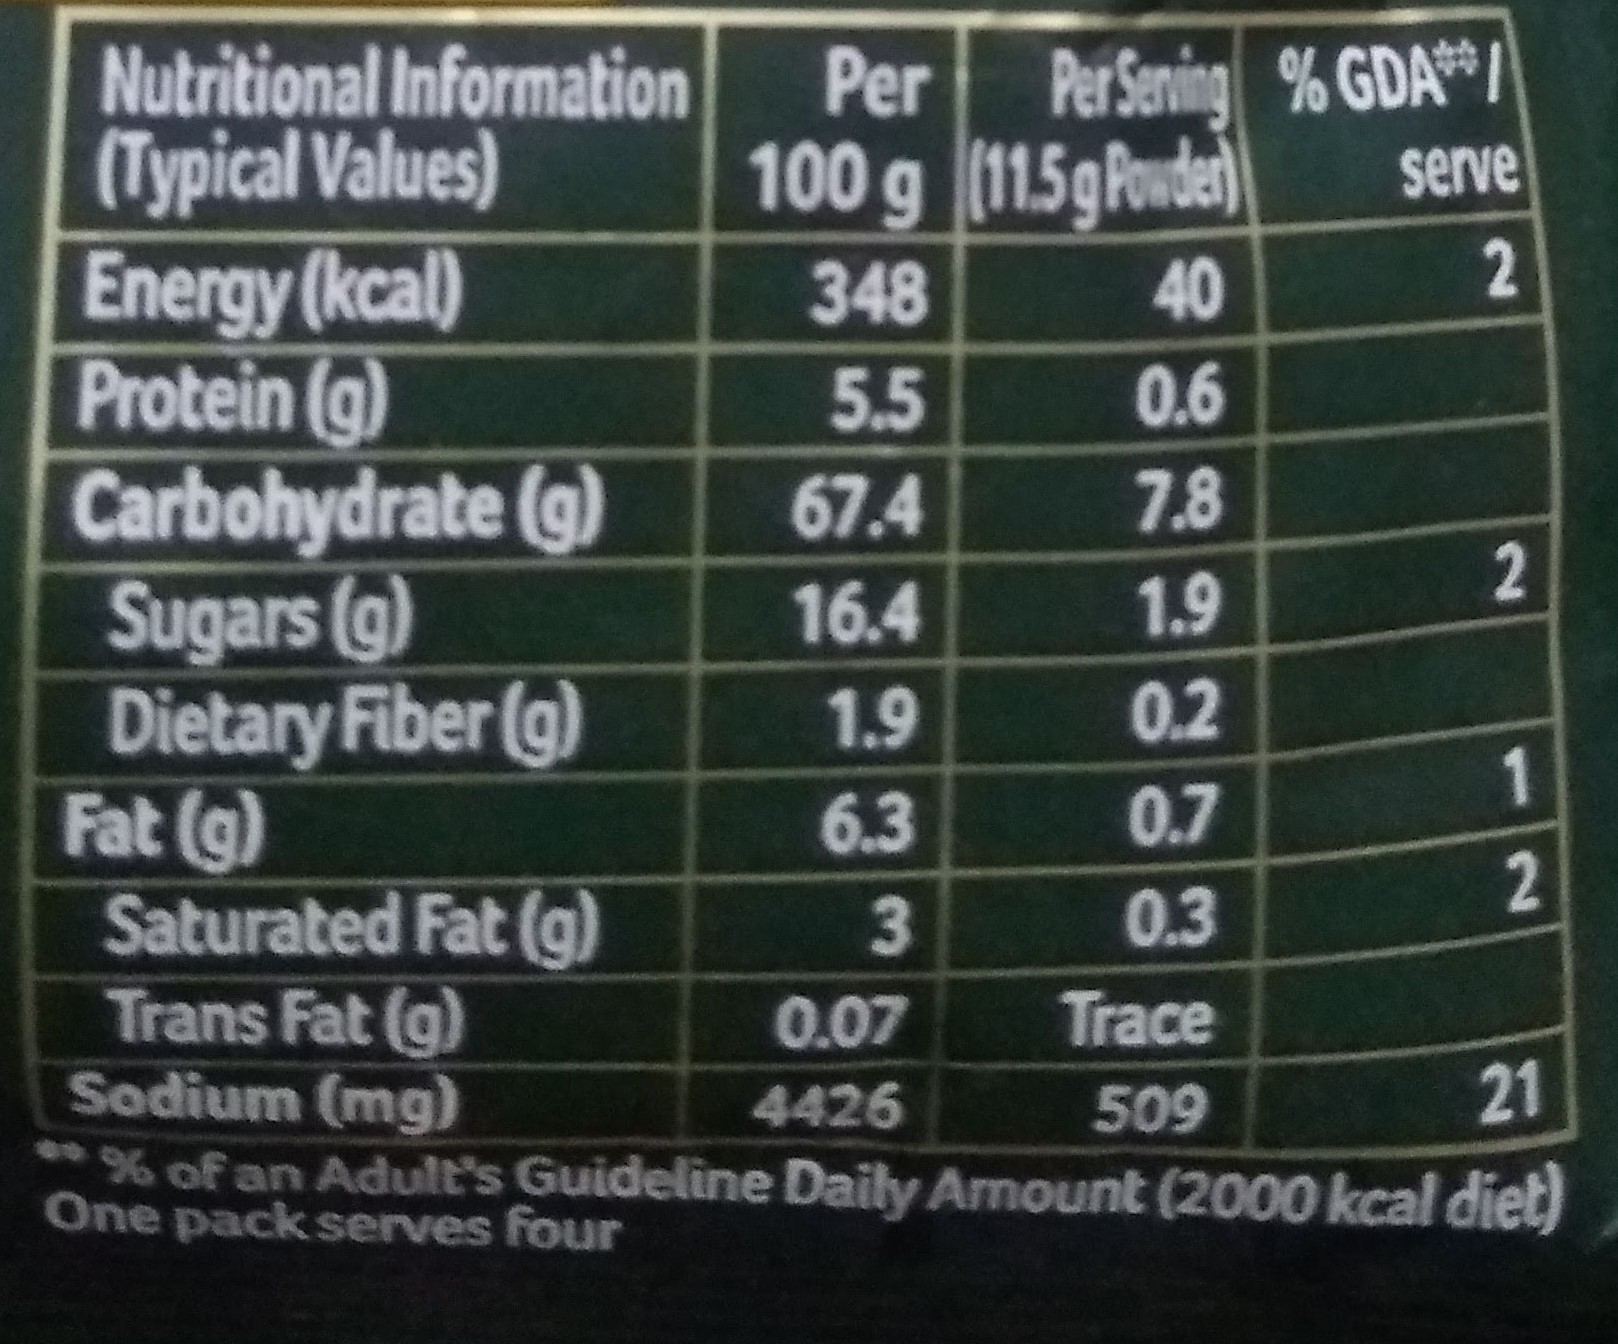 Nutritional Information Per Per Serving % GDA** /
(Typical Values) 100 g (11.5 g Powder) serve
Energy (kcal) 348 40 2
Protein (g) 5.5 0.6
Carbohydrate (g) 67.4 7.8
Sugars (g) 16.4 1.9 2
Dietary Fiber (g) 1.9 0.2
Fat (g) 6.3 0.7 1
Saturated Fat (g) 3 0.3 2
Trans Fat (g) 0.07 Trace
Sodium (mg) 4426 509 21
** % of an Adult's Guideline Daily Amount (2000 kcal diet)
One pack serves four